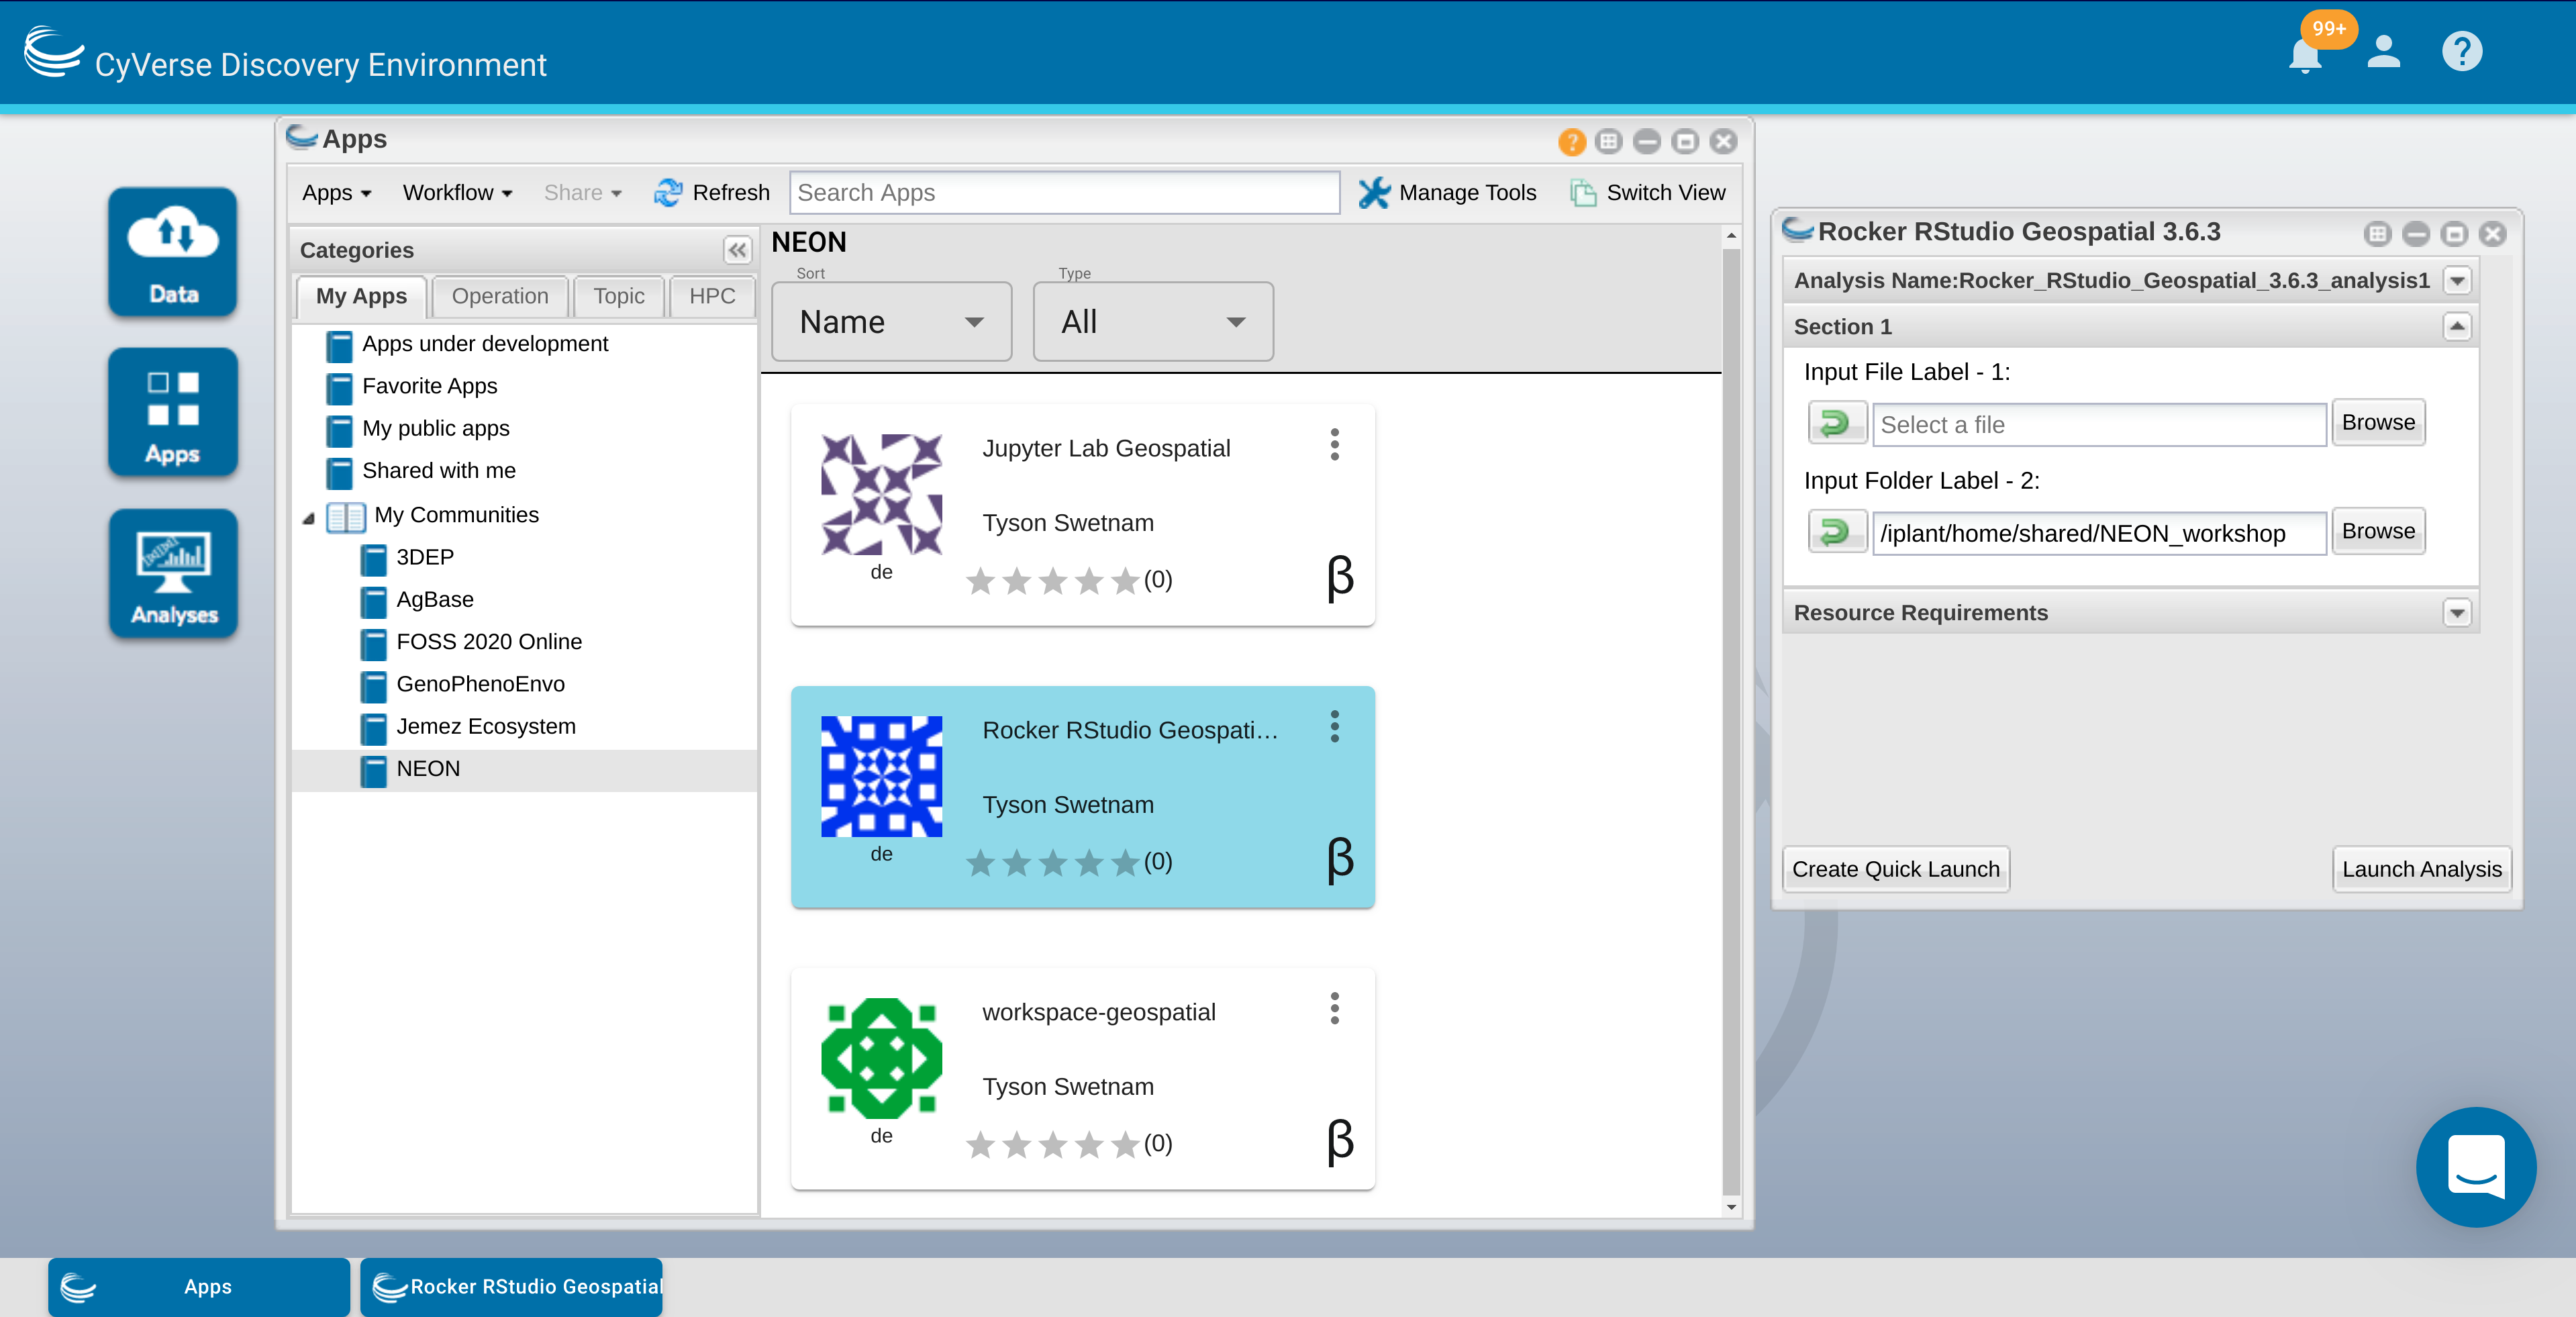 CyVerse Discovery Environment
99+
?
Data
Apps
Analyses
Apps
?
Apps
Workflow
Share
Refresh
Search Apps
Manage Tools
Switch View
Categories
My Apps
Operation
Topic
HPC
Apps under development
Favorite Apps
My public apps
Shared with me
My Communities
3DEP
AgBase
FOSS 2020 Online
GenoPhenoEnvo
Jemez Ecosystem
NEON
NEON
Sort
Type
Name
All
Jupyter Lab Geospatial
Tyson Swetnam
de
(0)
β
Rocker RStudio Geospati…
Tyson Swetnam
de
(0)
β
workspace-geospatial
Tyson Swetnam
de
(0)
β
Rocker RStudio Geospatial 3.6.3
Analysis Name:Rocker_RStudio_Geospatial_3.6.3_analysis1
Section 1
Input File Label - 1:
Select a file
Browse
Input Folder Label - 2:
/iplant/home/shared/NEON_workshop
Browse
Resource Requirements
Create Quick Launch
Launch Analysis
Apps
Rocker RStudio Geospatial